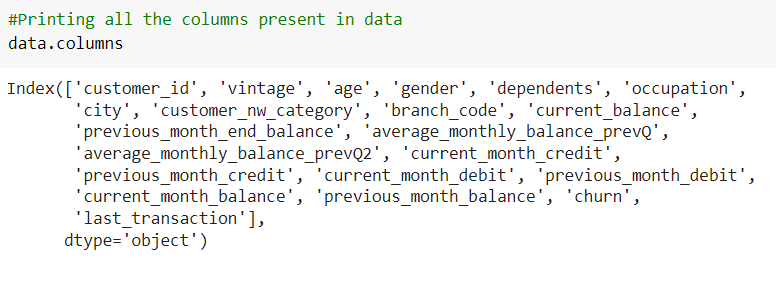 #Printing all the columns present in data
data.columns
Index(['customer_id', 'vintage', 'age', 'gender', 'dependents', 'occupation',
'city', 'customer_nw_category', 'branch_code', 'current_balance',
'previous_month_end_balance', 'average_monthly_balance_prevQ',
'average_monthly_balance_prevQ2', 'current_month_credit',
'previous_month_credit', 'current_month_debit', 'previous_month_debit',
'current_month_balance', 'previous_month_balance', 'churn',
'last_transaction'],
dtype='object')